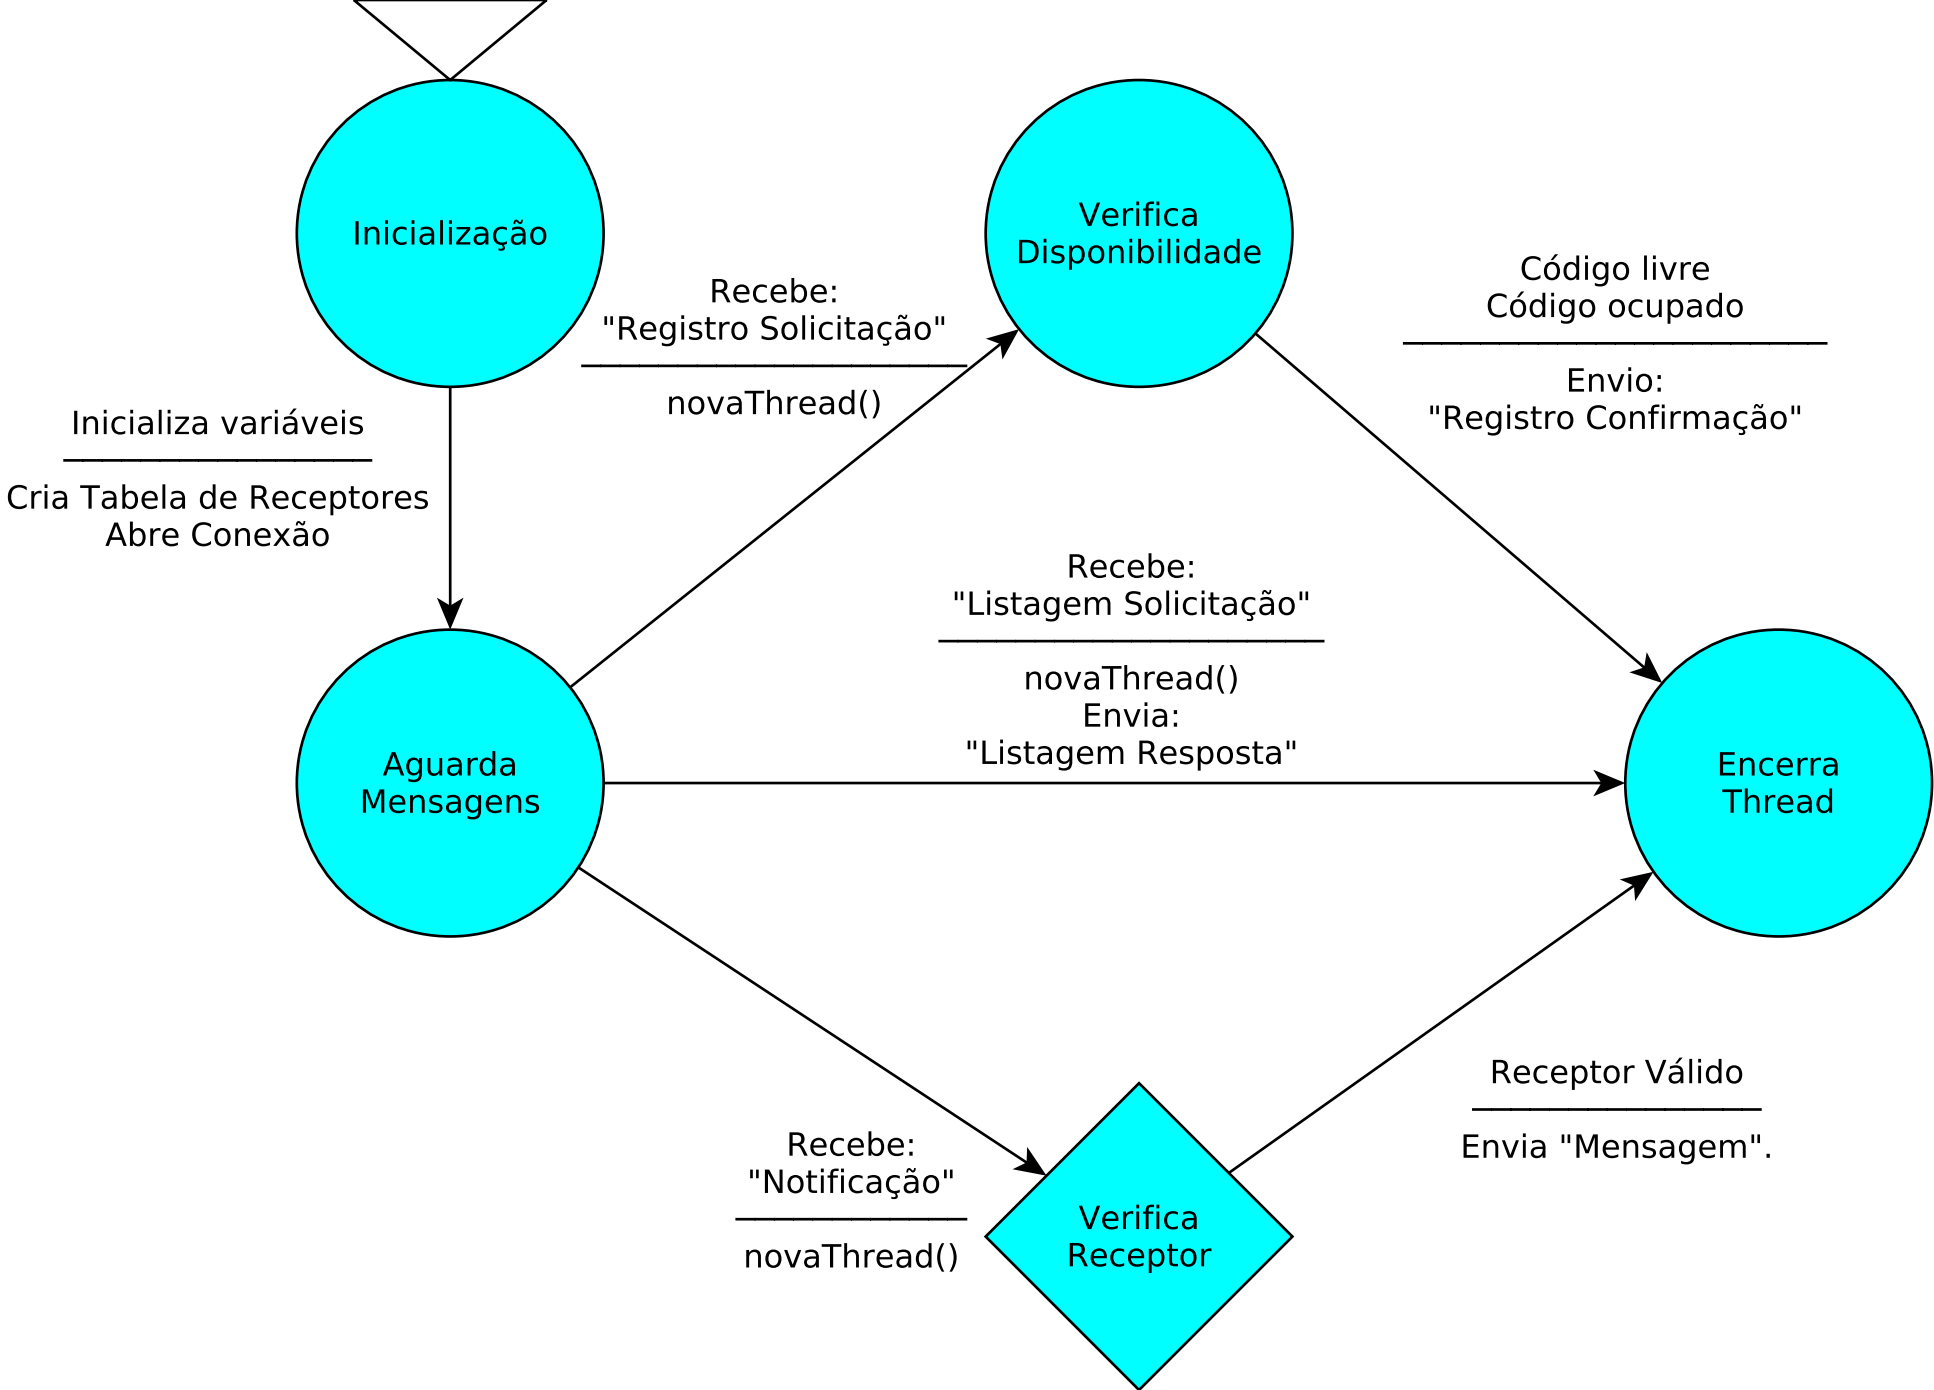 Inicialização
Verifica
Disponibilidade
Recebe:
"Registro Solicitação"
novaThread()
Código livre
Código ocupado
Envio:
"Registro Confirmação"
Inicializa variáveis
Cria Tabela de Receptores
Abre Conexão
Recebe:
"Listagem Solicitação"
novaThread()
Envia:
"Listagem Resposta"
Aguarda
Mensagens
Encerra
Thread
Recebe:
"Notificação"
novaThread()
Verifica
Receptor
Receptor Válido
Envia "Mensagem".